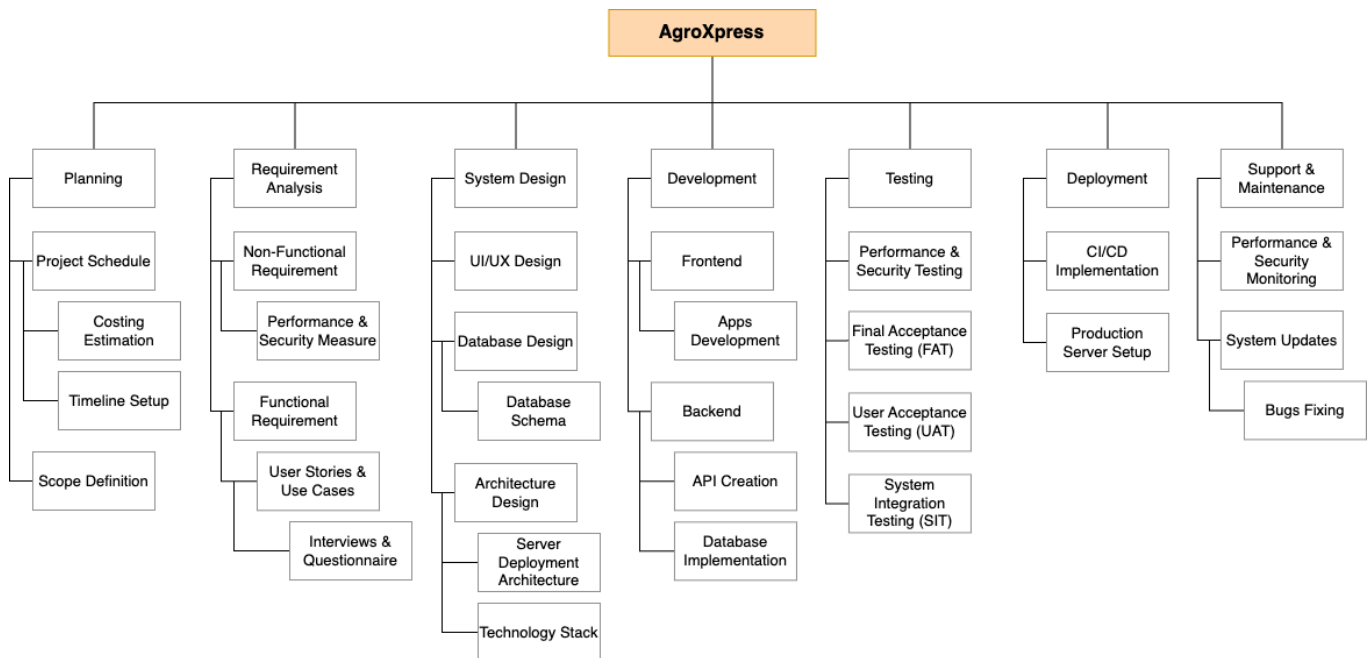 AgroXpress
Planning
Project Schedule
Costing
Estimation
Timeline Setup
Scope Definition
Requirement
Analysis
Non-Functional
Requirement
Performance &
Security Measure
Functional
Requirement
User Stories &
Use Cases
Interviews &
Questionnaire
System Design
UI/UX Design
Database Design
Database
Schema
Architecture
Design
Server
Deployment
Architecture
Technology Stack
Development
Frontend
Apps
Development
Backend
API Creation
Database
Implementation
Testing
Performance &
Security Testing
Final Acceptance
Testing (FAT)
User Acceptance
Testing (UAT)
System
Integration
Testing (SIT)
Deployment
CI/CD
Implementation
Production
Server Setup
Support &
Maintenance
Performance &
Security
Monitoring
System Updates
Bugs Fixing